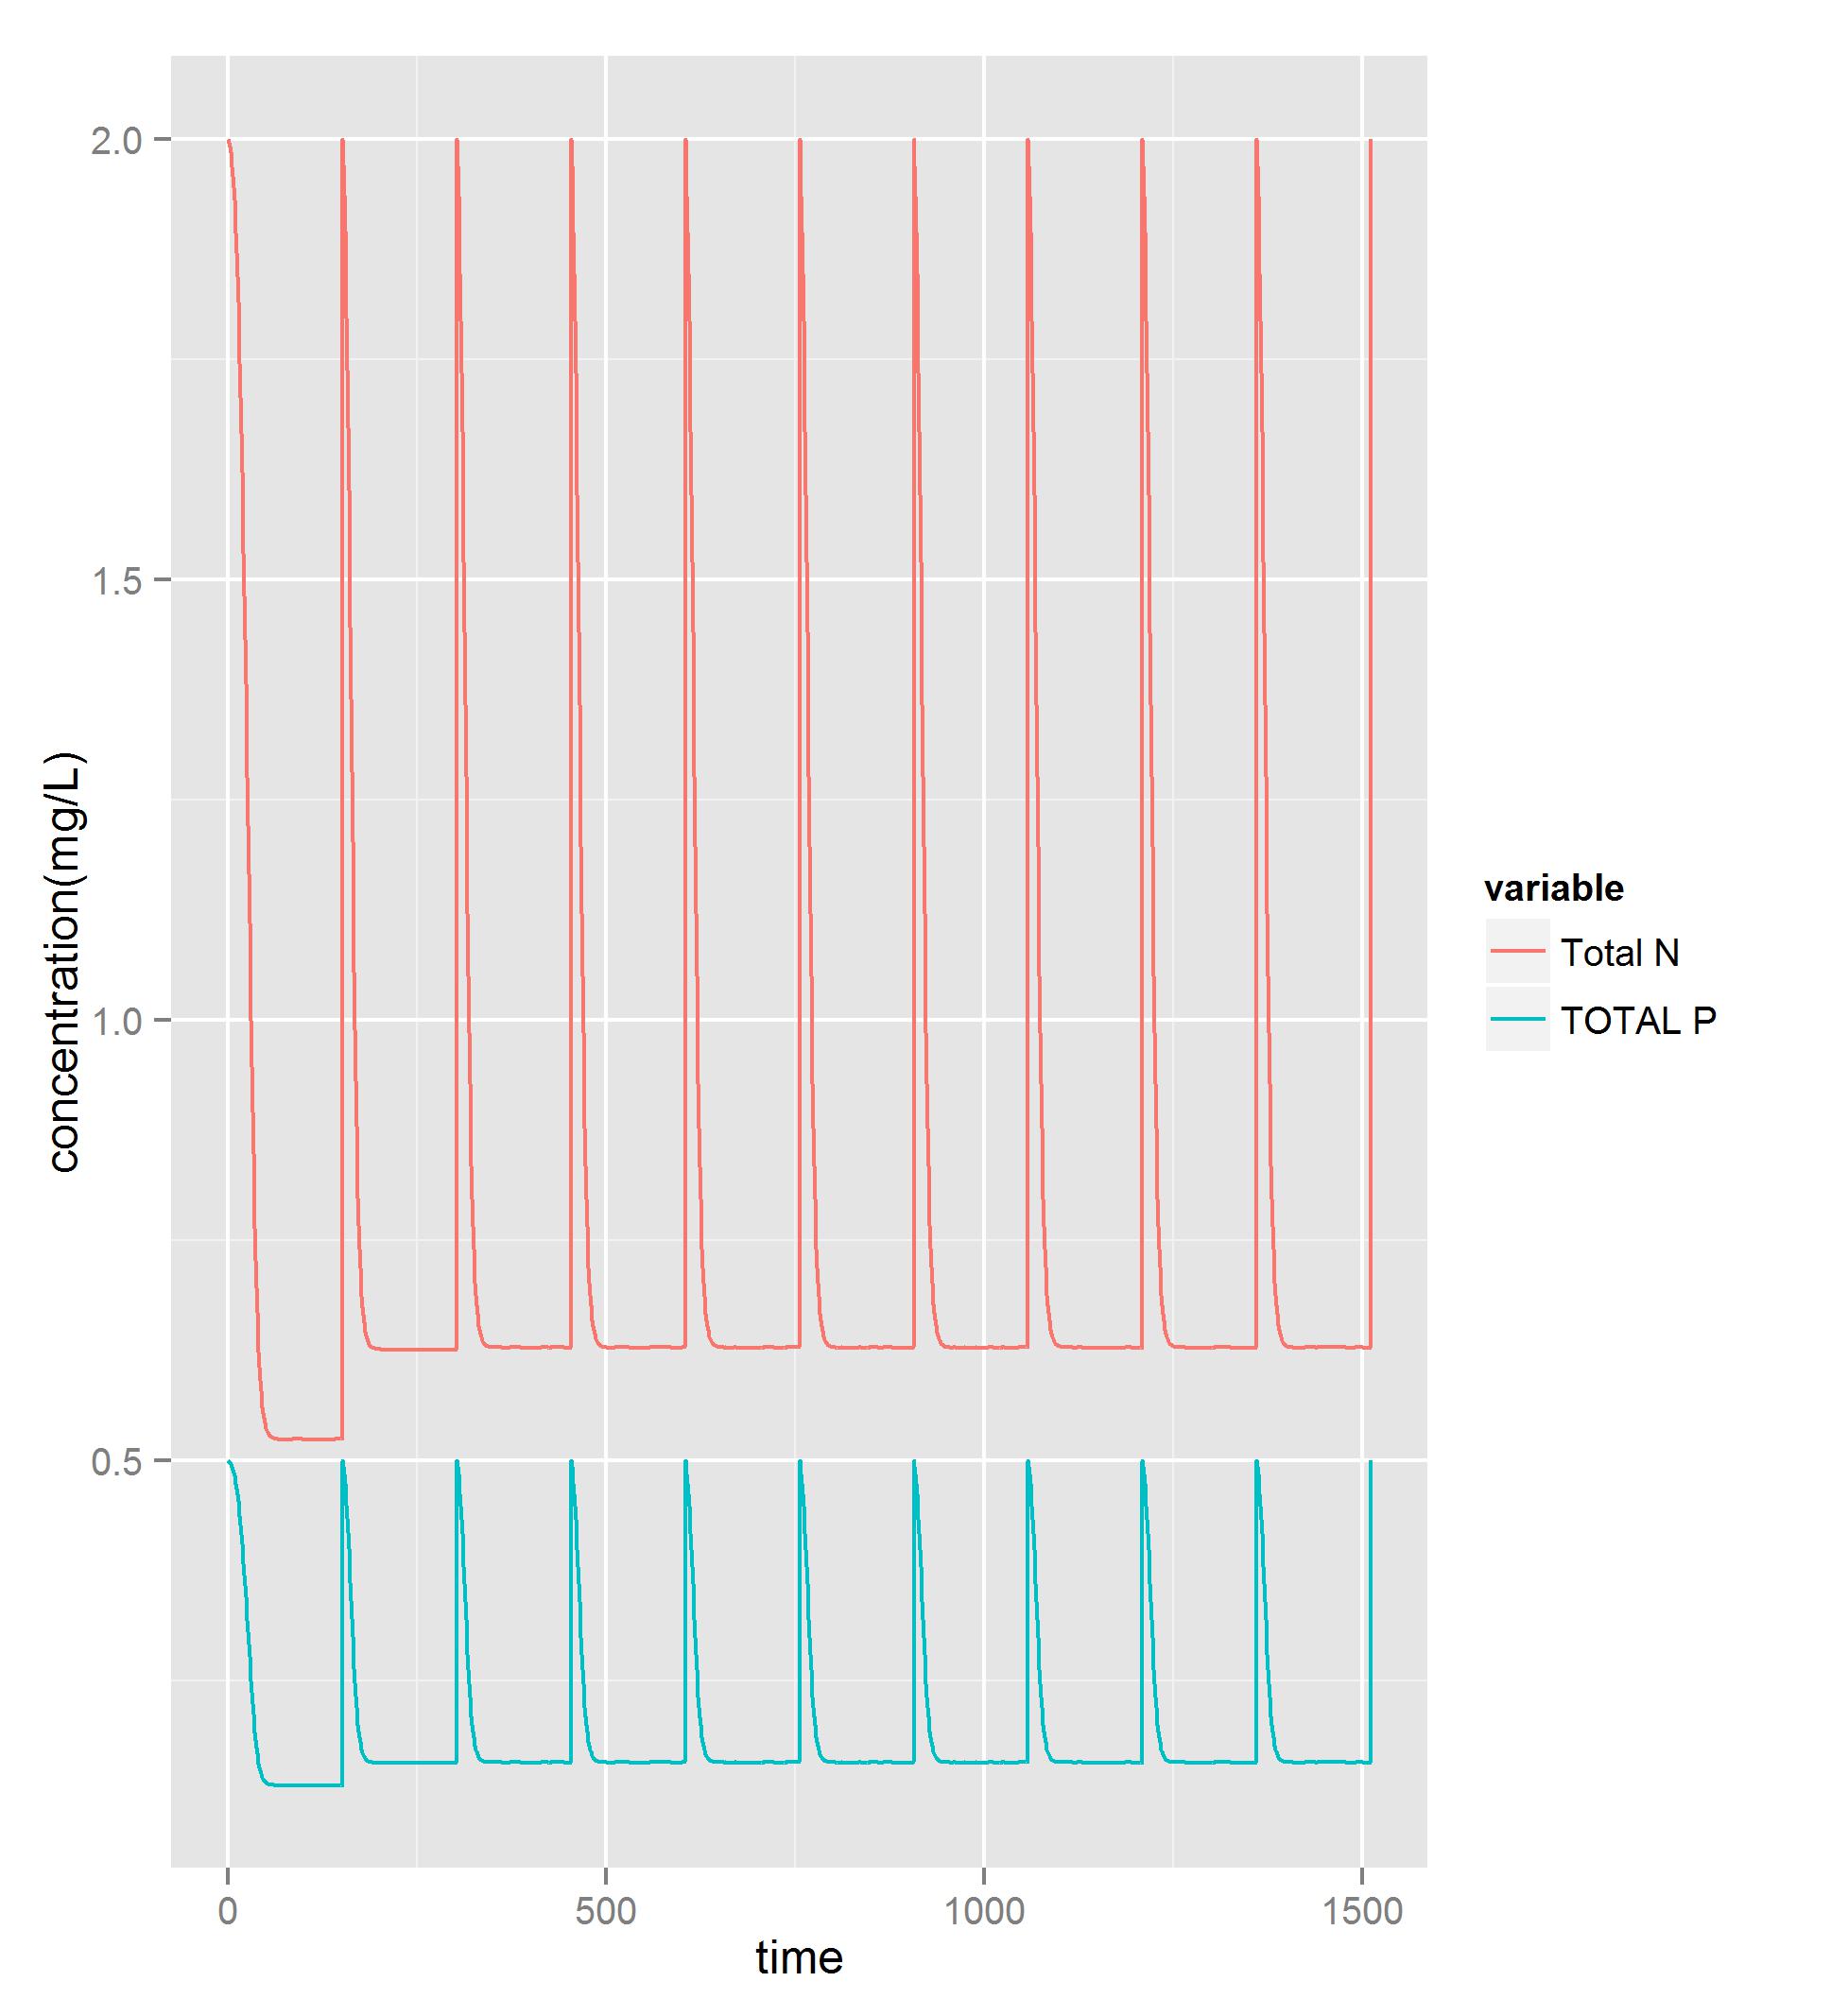 2.0
1.5
1.0
0.5
concentration(mg/L)
0 500 1000 1500
time
variable
Total N
TOTAL P